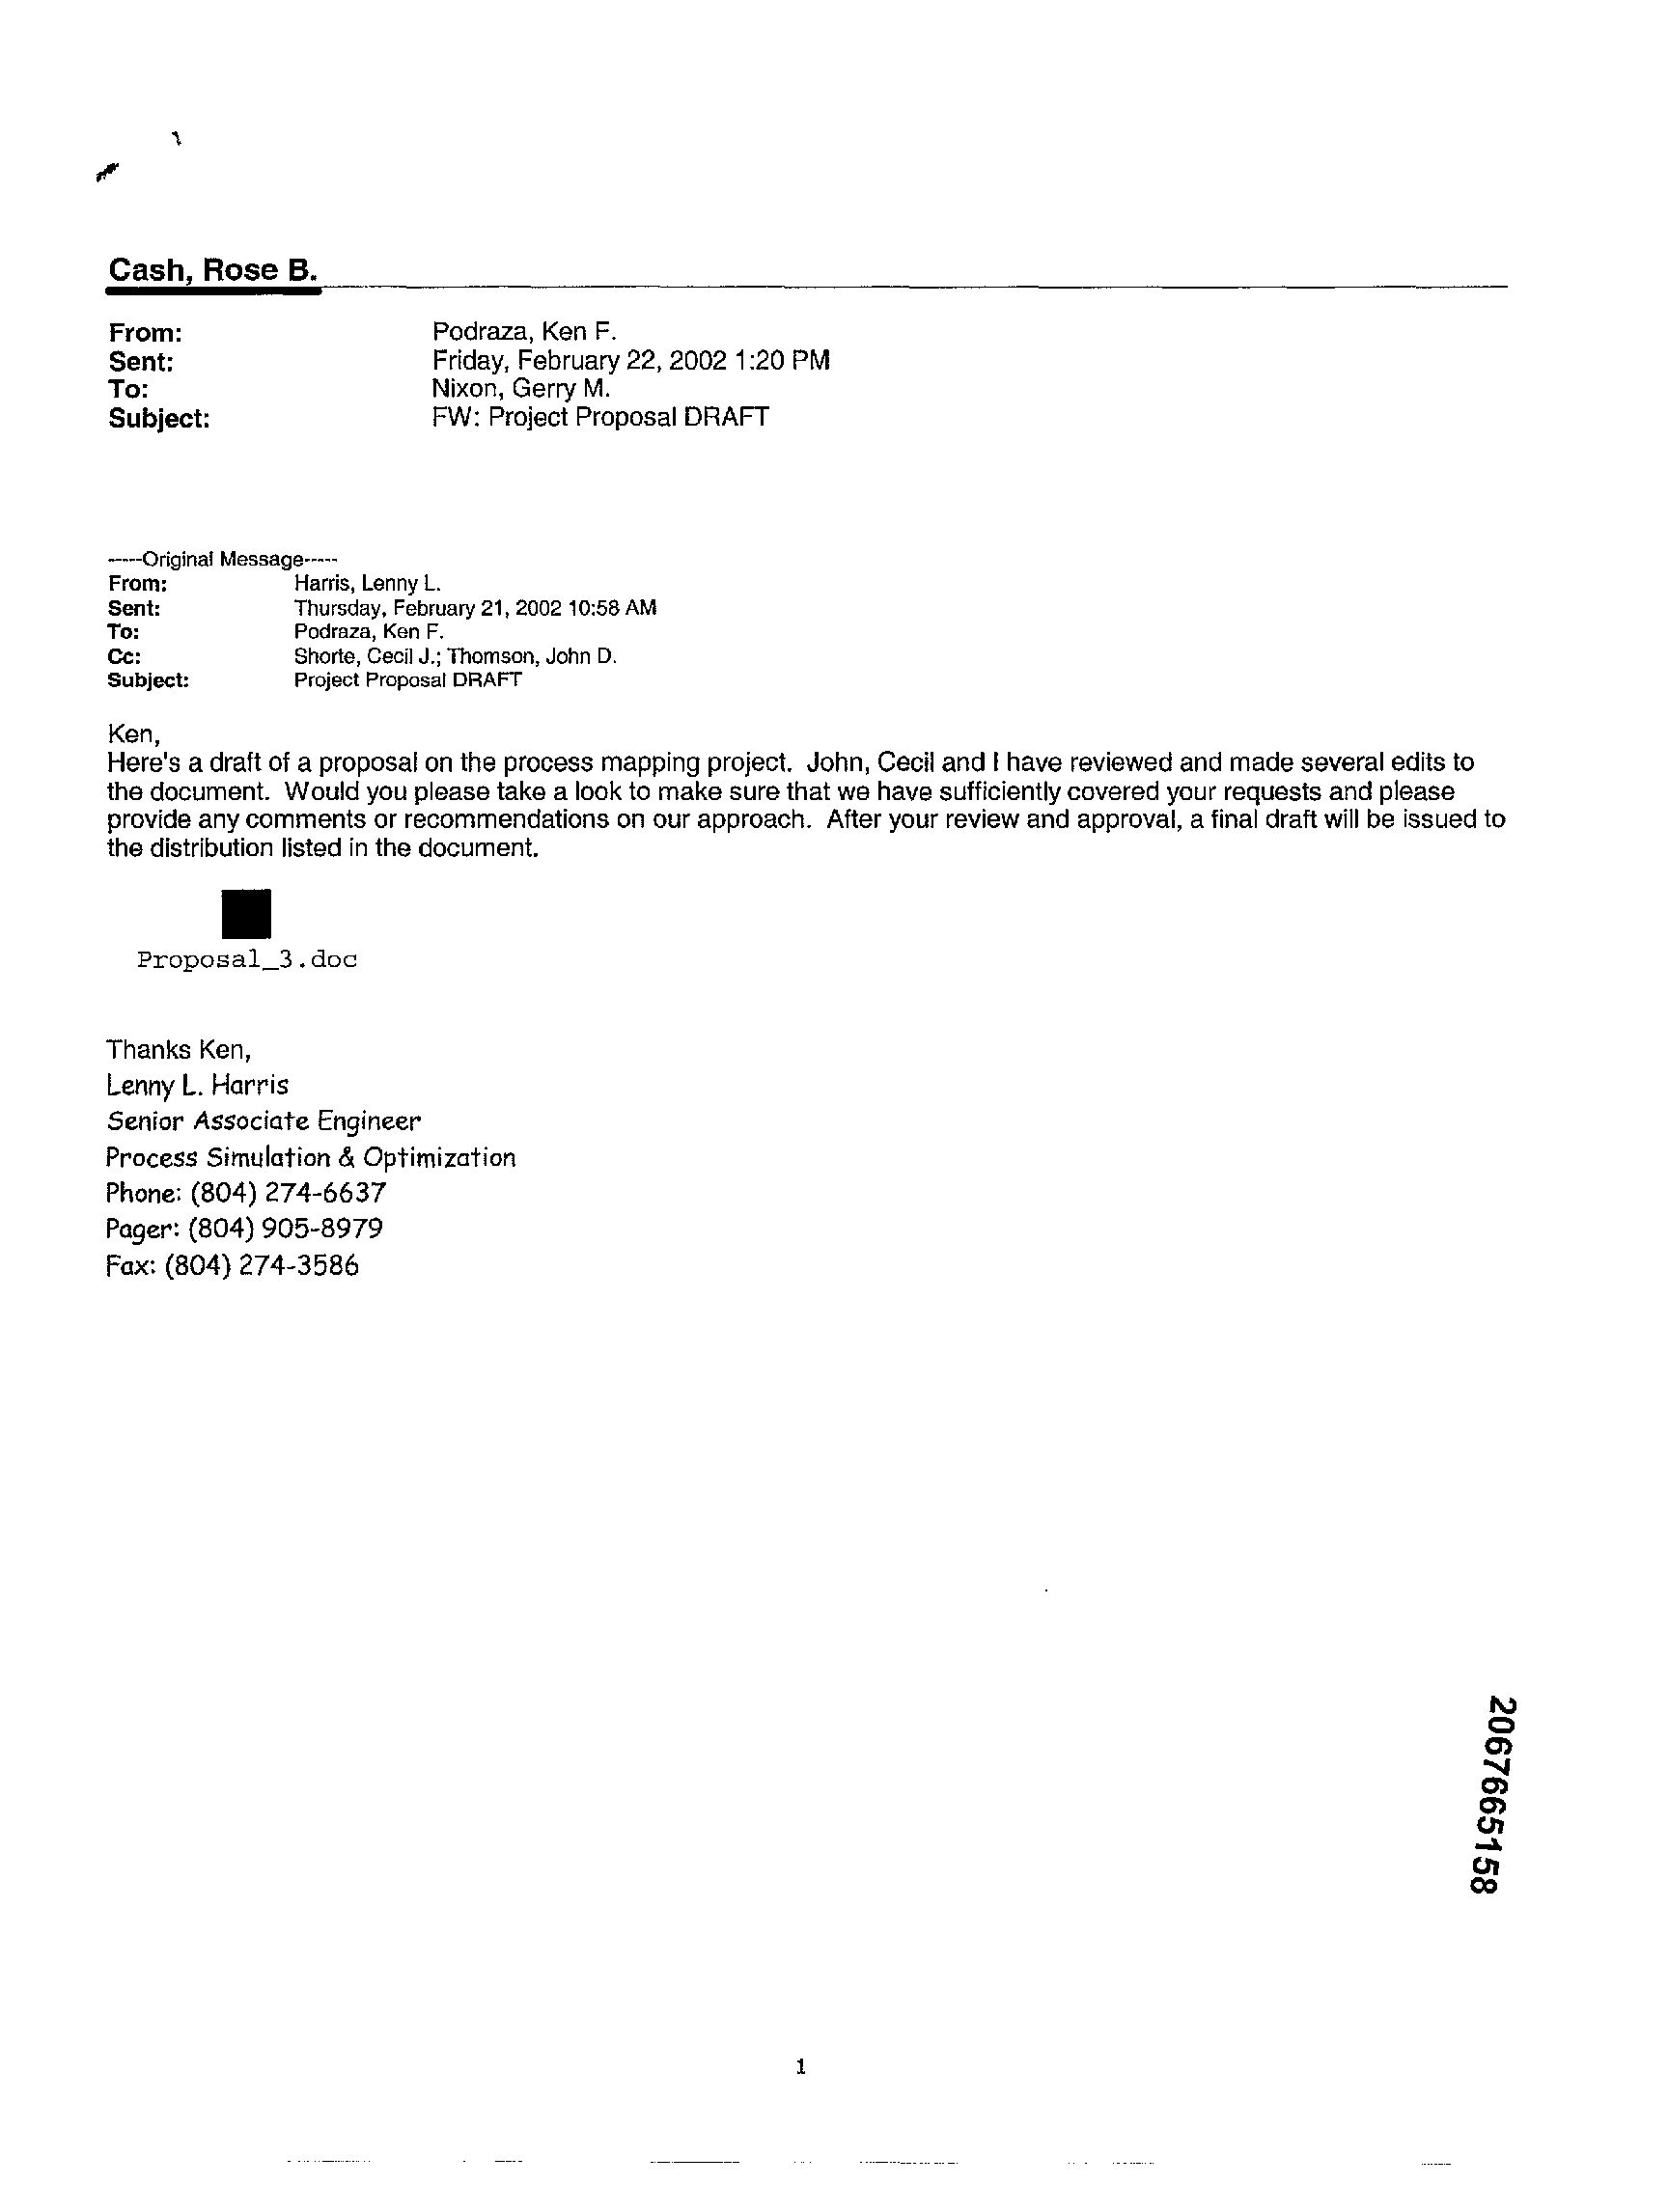 Cash, Rose B.
From: Podraza, Ken F.
Sent: Friday, February 22, 2002 1:20 PM
To: Nixon, Gerry M.
Subject: FW: Project Proposal DRAFT
-----Original Message-----
From: Harris, Lenny L.
Sent: Thursday, February 21, 2002 10:58 AM
To: Podraza, Ken F.
Cc: Shorte, Cecil J.; Thomson, John D.
Subject: Project Proposal DRAFT
Ken,
Here's a draft of a proposal on the process mapping project. John, Cecil and I have reviewed and made several edits to
the document. Would you please take a look to make sure that we have sufficiently covered your requests and please
provide any comments or recommendations on our approach. After your review and approval, a final draft will be issued to
the distribution listed in the document.
Proposal_3.doc
Thanks Ken,
Lenny L. Harris
Senior Associate Engineer
Process Simulation & Optimization
Phone: (804) 274-6637
Pager: (804) 905-8979
Fax: (804) 274-3586
2067665158
1